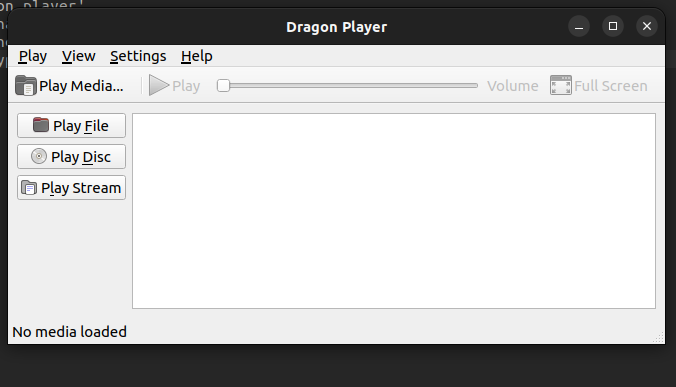 on player'
Dragon Player
Play View Settings Help
Play Media... Play Volume Full Screen
Play File
Play Disc
Play Stream
No media loaded